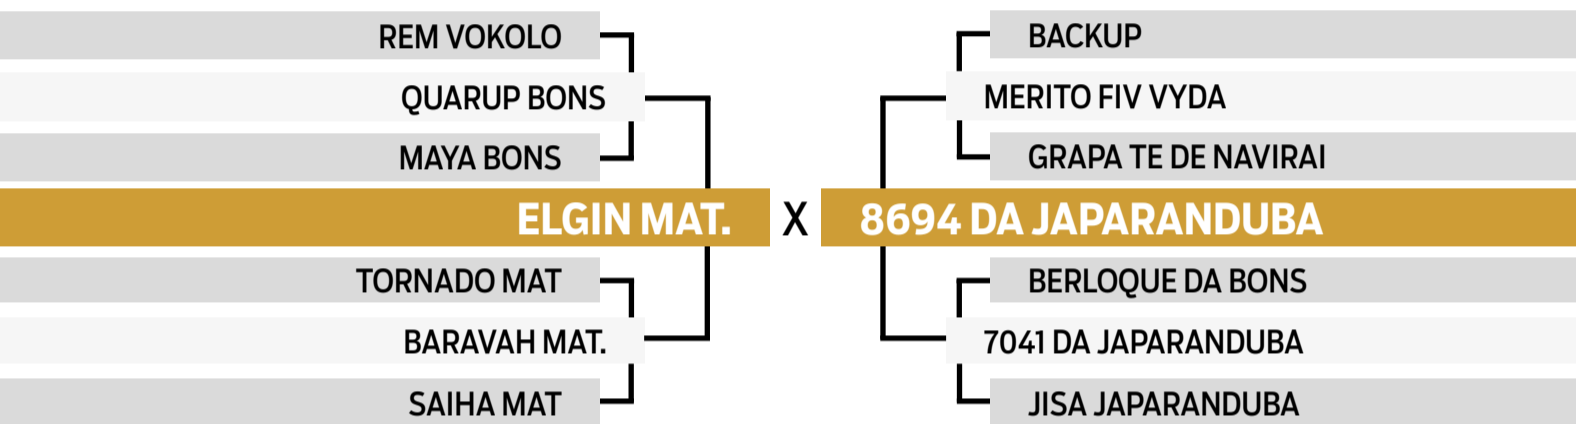 REM VOKOLO
QUARUP BONS
MAYA BONS
ELGIN MAT.
TORNADO MAT
BARAVAH MAT.
SAIHA MAT
X
BACKUP
MERITO FIV VYDA
GRAPA TE DE NAVIRAI
8694 DA JAPARANDUBA
BERLOQUE DA BONS
7041 DA JAPARANDUBA
JISA JAPARANDUBA